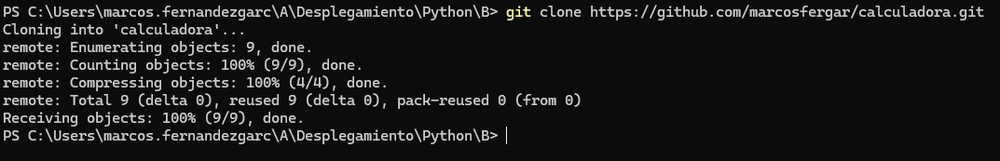 PS C:\Users\marcos.fernandezgarc\A\Desplegamiento\Python\B> git clone https://github.com/marcosfergar/calculadora.git
Cloning into 'calculadora'...
remote: Enumerating objects: 9, done.
remote: Counting objects: 100% (9/9), done.
remote: Compressing objects: 100% (4/4), done.
remote: Total 9 (delta 0), reused 9 (delta 0), pack-reused 0 (from 0)
Receiving objects: 100% (9/9), done.
PS C:\Users\marcos.fernandezgarc\A\Desplegamiento\Python\B>